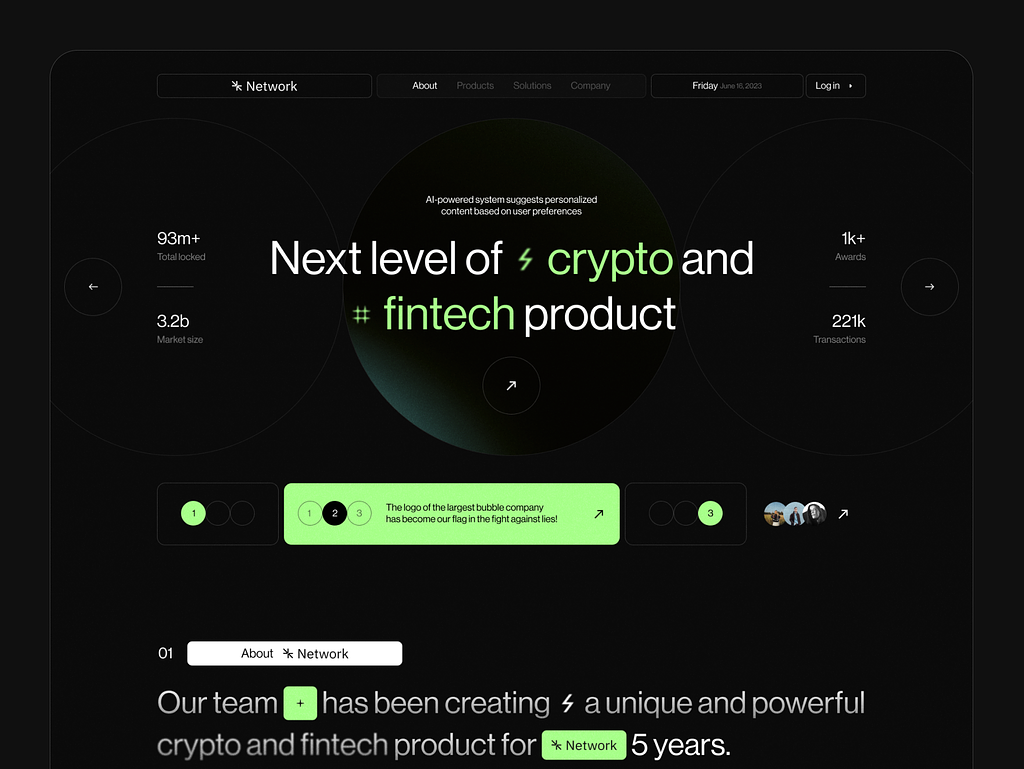 Network
About Products Solutions Company
Friday June 16, 2023
Log in
AI-powered system suggests personalized
content based on user preferences
Next level of crypto and
fintech product
93m+
Total locked
3.2b
Market size
1k+
Awards
221k
Transactions
1
1 2 3
The logo of the largest bubble company
has become our flag in the fight against lies!
3
01
About Network
Our team + has been creating a unique and powerful
crypto and fintech product for Network 5 years.